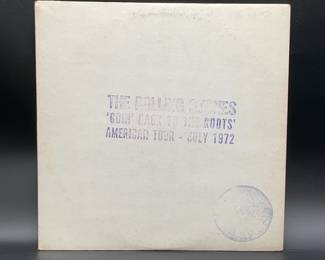 THE ROLLING STONES
'GOIN' BACK TO THE ROOTS'
AMERICAN TOUR - JULY 1972